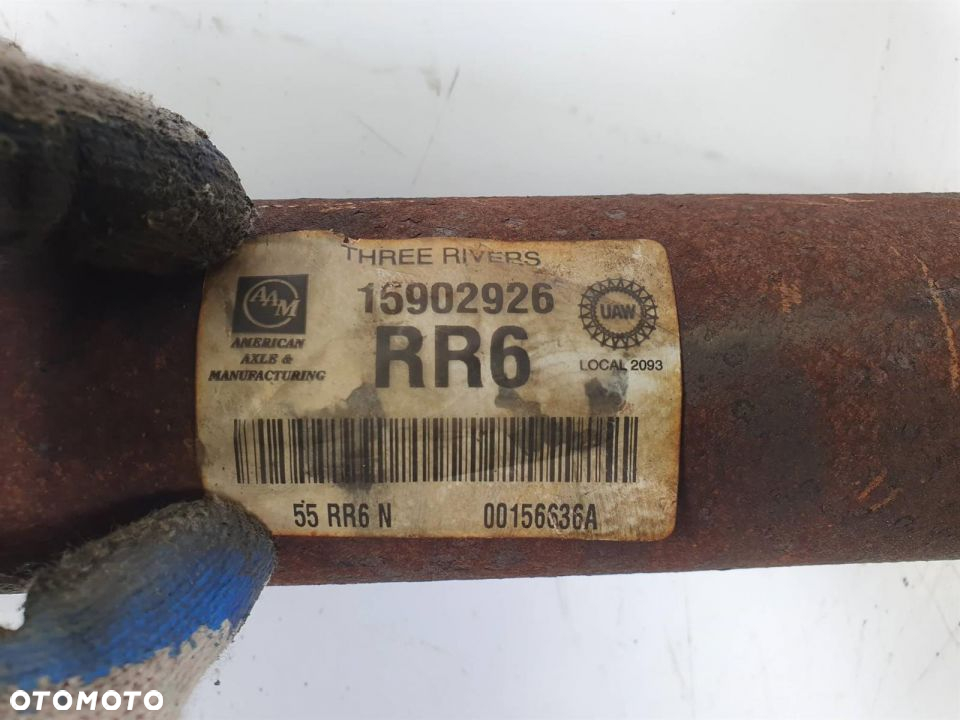 THREE RIVERS
AAM
AMERICAN
AXLE &
MANUFACTURING
15902926
RR6
UAW
LOCAL 2093
55 RR6 N
00156636A
OTOMOTO